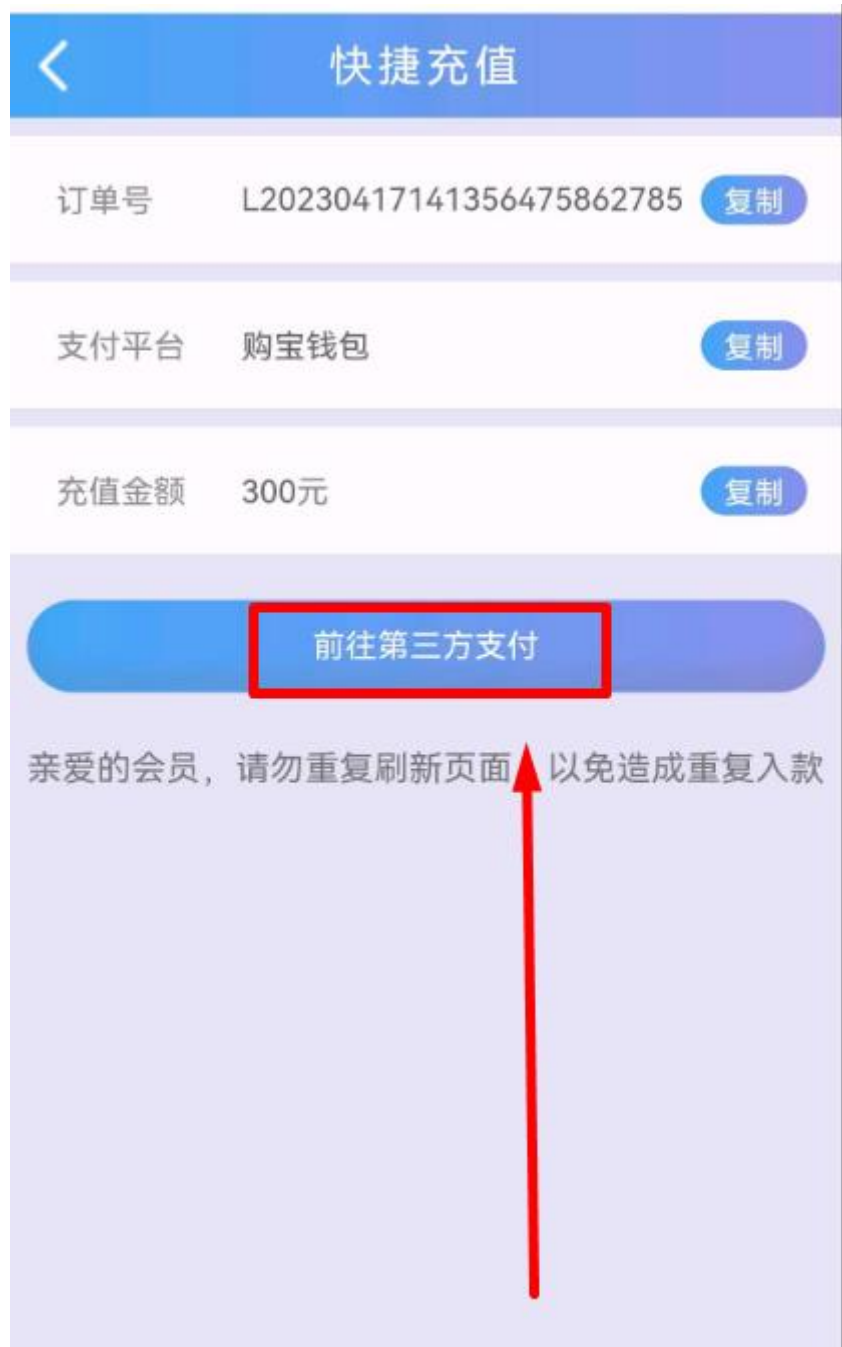 快捷充值
订单号 L20230417141356475862785 复制
支付平台 购宝钱包 复制
充值金额 300元 复制
前往第三方支付
亲爱的会员，请勿重复刷新页面 以免造成重复入款